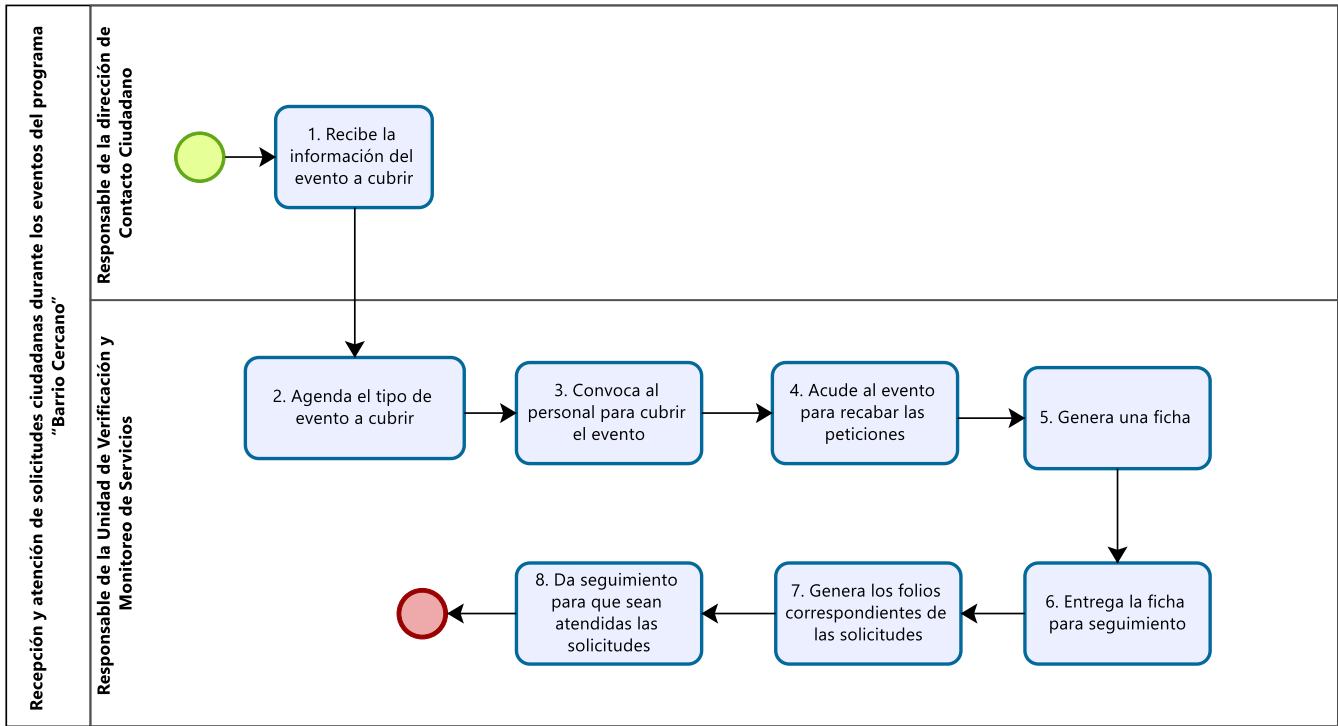 Recepción y atención de solicitudes ciudadanas durante los eventos del programa
“Barrio Cercano”
Responsable de la dirección de
Contacto Ciudadano
1. Recibe la
información del
evento a cubrir
Responsable de la Unidad de Verificación y
Monitoreo de Servicios
2. Agenda el tipo de
evento a cubrir
3. Convoca al
personal para cubrir
el evento
4. Acude al evento
para recabar las
peticiones
5. Genera una ficha
6. Entrega la ficha
para seguimiento
7. Genera los folios
correspondientes de
las solicitudes
8. Da seguimiento
para que sean
atendidas las
solicitudes